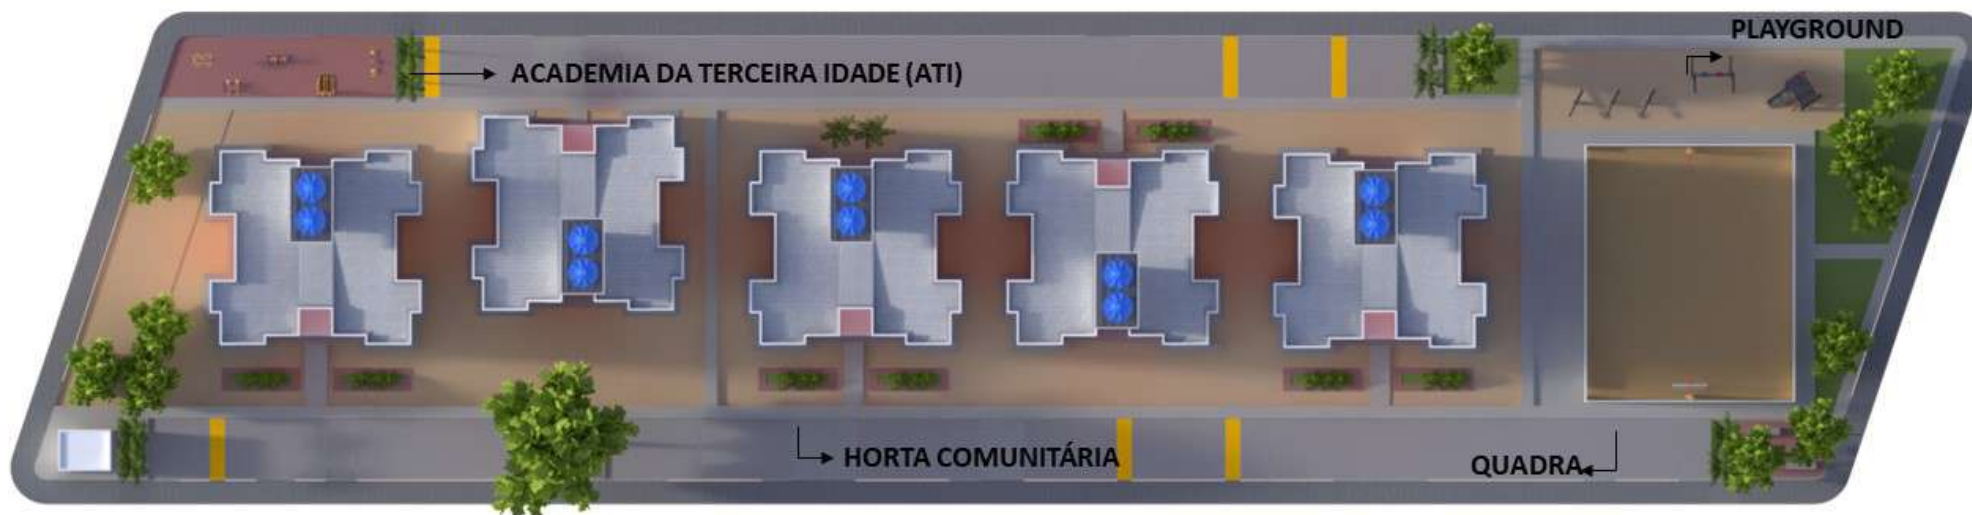 PLAYGROUND
ACADEMIA DA TERCEIRA IDADE (ATI)
HORTA COMUNITÁRIA
QUADRA